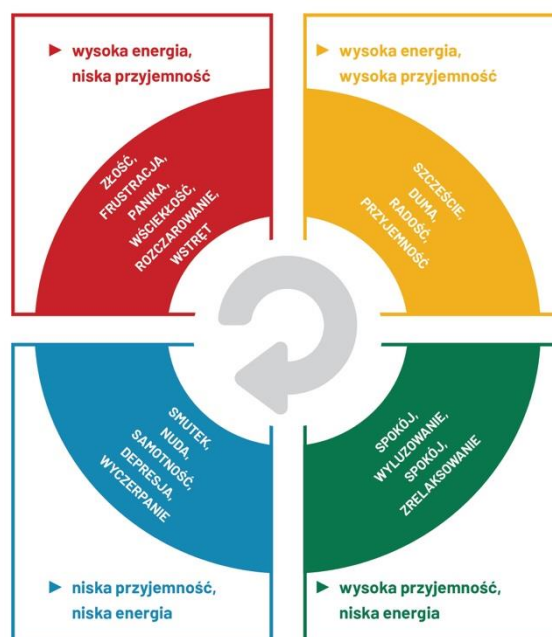 ► wysoka energia,
niska przyjemność
► wysoka energia,
wysoka przyjemność
ZŁOŚĆ,
FRUSTRACJA,
PANIKA,
WŚCIEKŁOŚĆ,
ROZCZAROWANIE,
WSTRĘT
SZCZĘŚCIE,
DUMA,
RADOŚĆ,
PRZYJEMNOŚĆ
SMUTEK,
NUDA,
SAMOTNOŚĆ,
DEPRESJA,
WYCZERPANIE
SPOKÓJ,
WYLUZOWANIE,
SPOKÓJ,
ZRELAKSOWANIE
► niska przyjemność,
niska energia
► wysoka przyjemność,
niska energia